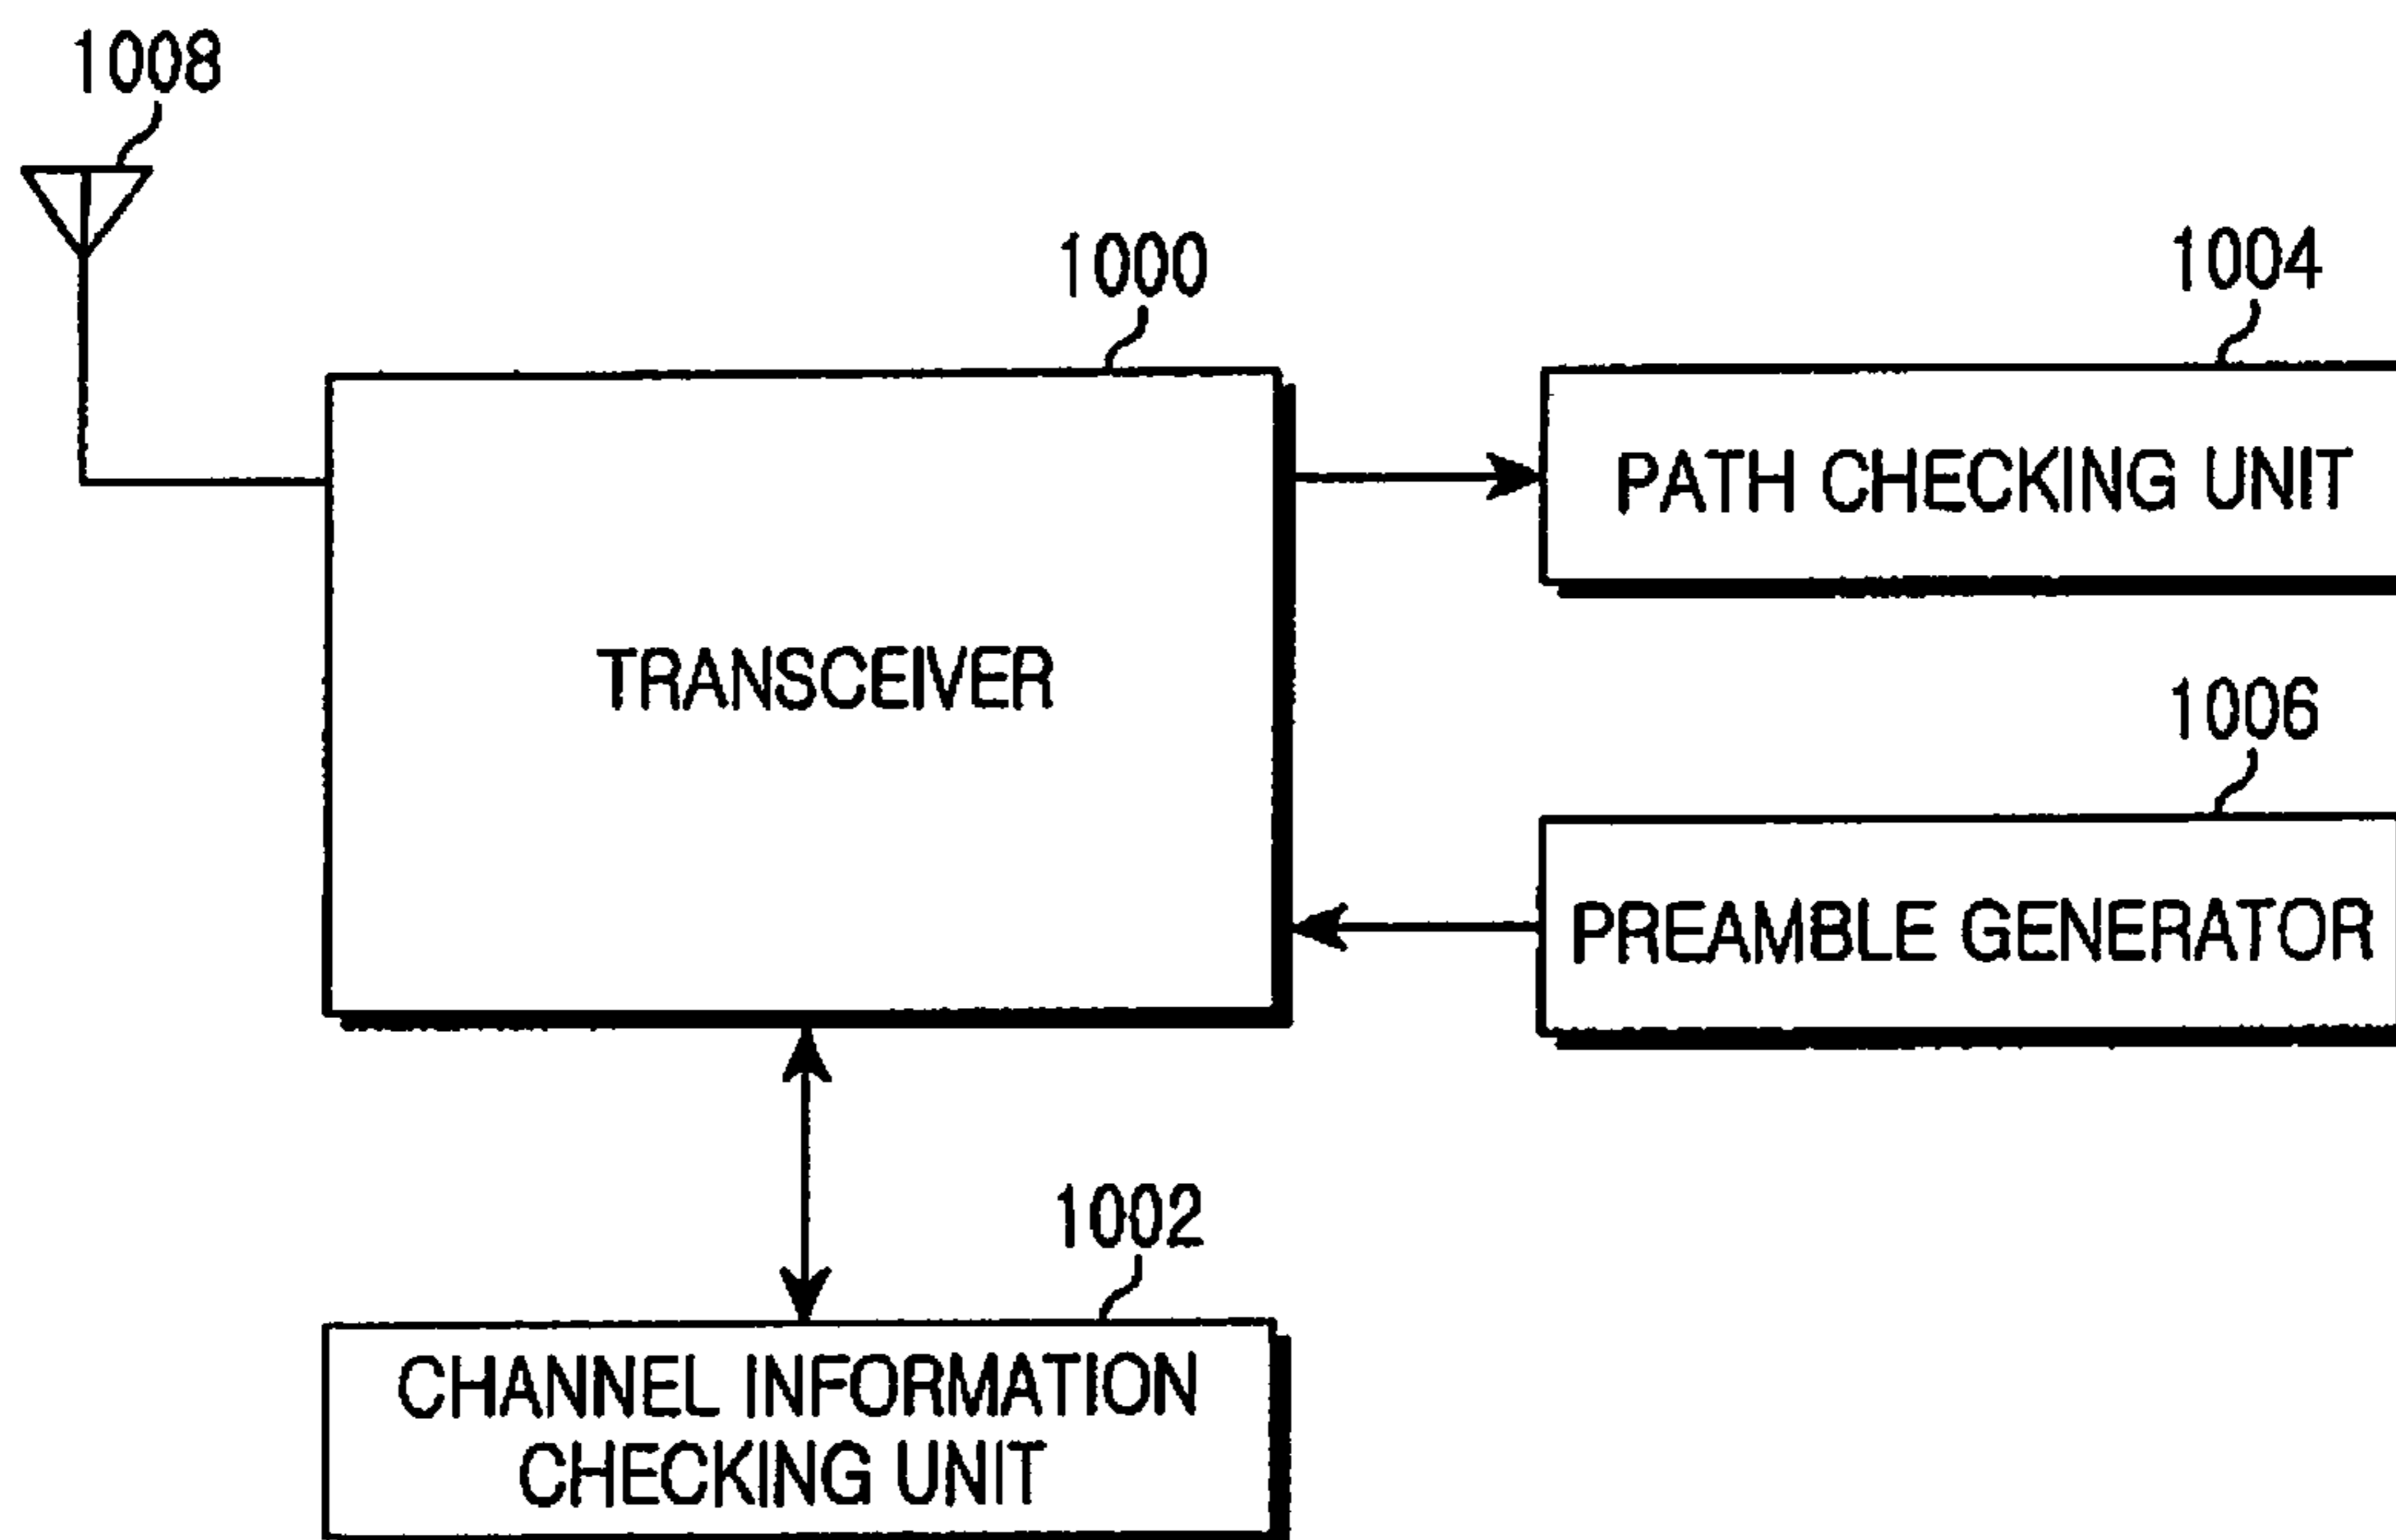 1008
1000
1004
PATH CHECKING UNIT
TRANSCEIVER
1006
PREAMBLE GENERATOR
1002
CHANNEL INFORMATION
CHECKING UNIT